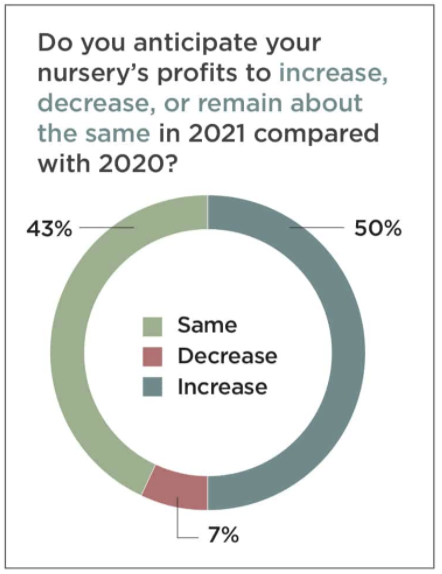 Do you anticipate your
nursery’s profits to increase,
decrease, or remain about
the same in 2021 compared
with 2020?
43%
50%
Same
Decrease
Increase
7%